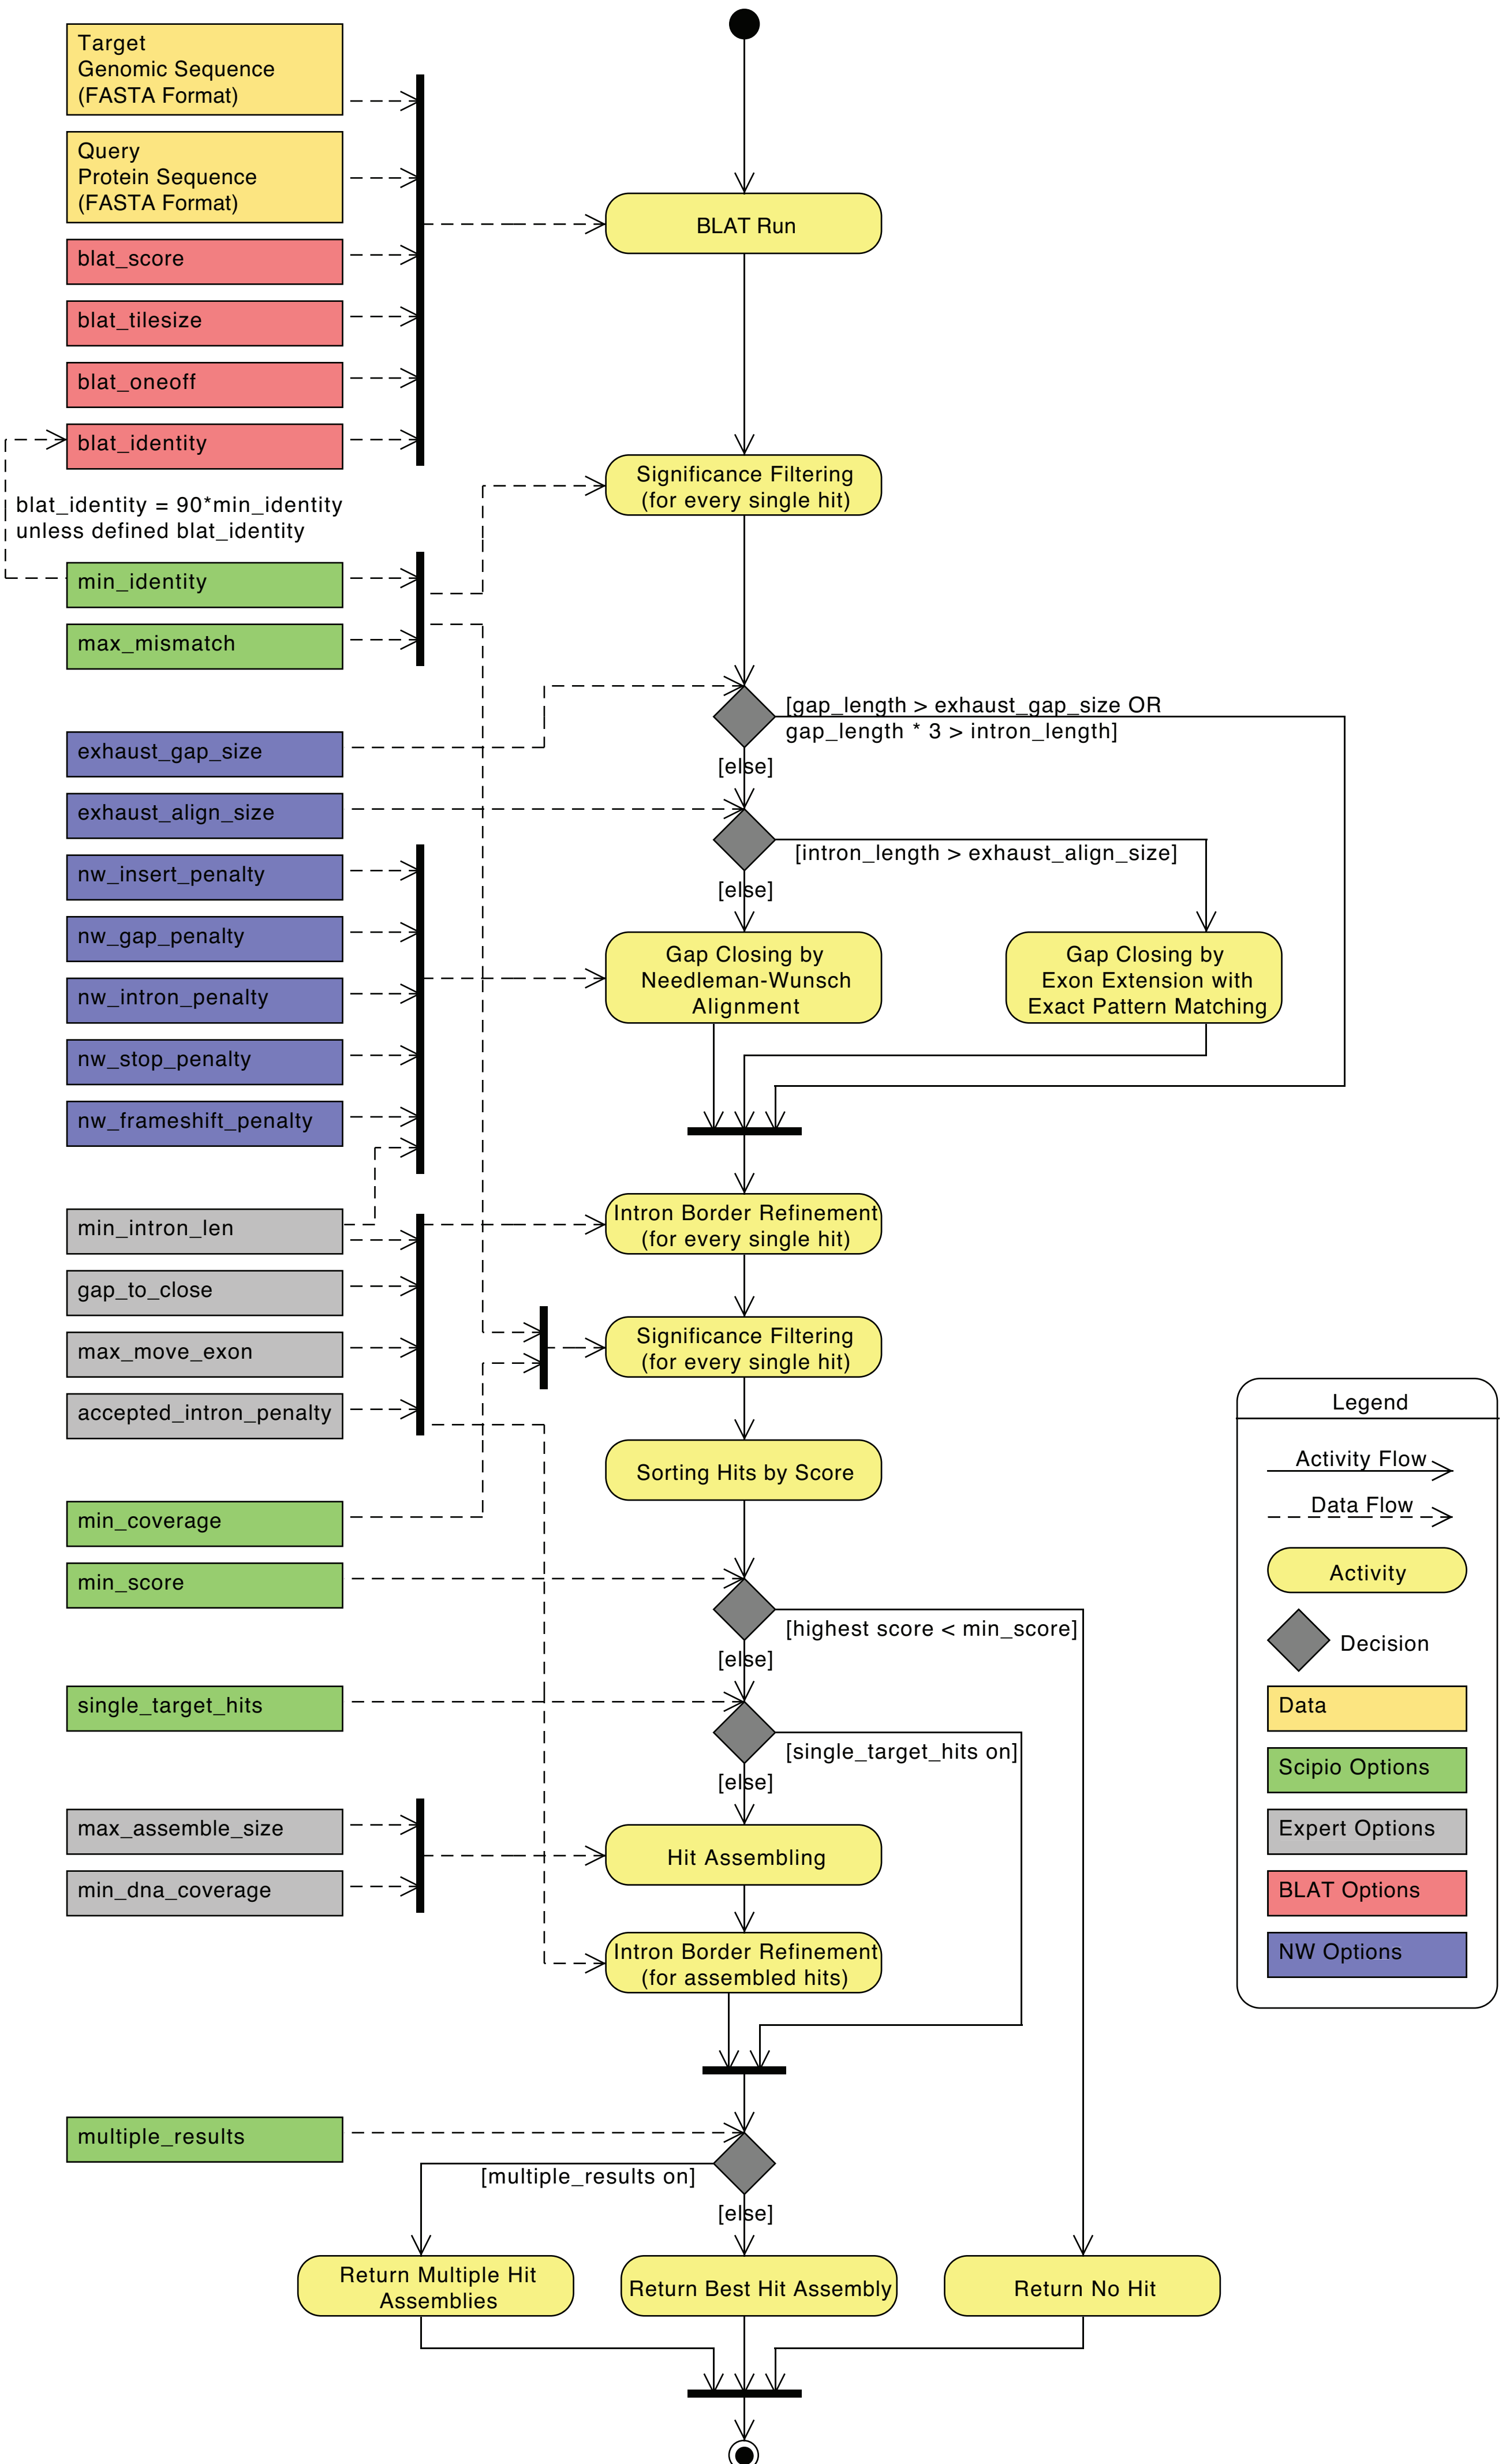 Target
Genomic Sequence
(FASTA Format)
Query
Protein Sequence
(FASTA Format)
BLAT Run
blat_score
blat_tilesize
blat_oneoff
blat_identity
Significance Filtering
(for every single hit)
blat_identity = 90*min_identity
unless defined blat_identity
min_identity
max_mismatch
[gap_length > exhaust_gap_size OR
gap_length * 3 > intron_length]
exhaust_gap_size
[else]
exhaust_align_size
[intron_length > exhaust_align_size]
[else]
nw_insert_penalty
nw_gap_penalty
nw_intron_penalty
nw_stop_penalty
nw_frameshift_penalty
Gap Closing by
Needleman-Wunsch
Alignment
Gap Closing by
Exon Extension with
Exact Pattern Matching
min_intron_len
gap_to_close
max_move_exon
accepted_intron_penalty
Intron Border Refinement
(for every single hit)
Significance Filtering
(for every single hit)
Sorting Hits by Score
min_coverage
min_score
[highest score < min_score]
[else]
single_target_hits
[single_target_hits on]
[else]
max_assemble_size
min_dna_coverage
Hit Assembling
Intron Border Refinement
(for assembled hits)
multiple_results
[multiple_results on]
[else]
Return Multiple Hit
Assemblies
Return Best Hit Assembly
Return No Hit
Legend
Activity Flow
Data Flow
Activity
Decision
Data
Scipio Options
Expert Options
BLAT Options
NW Options